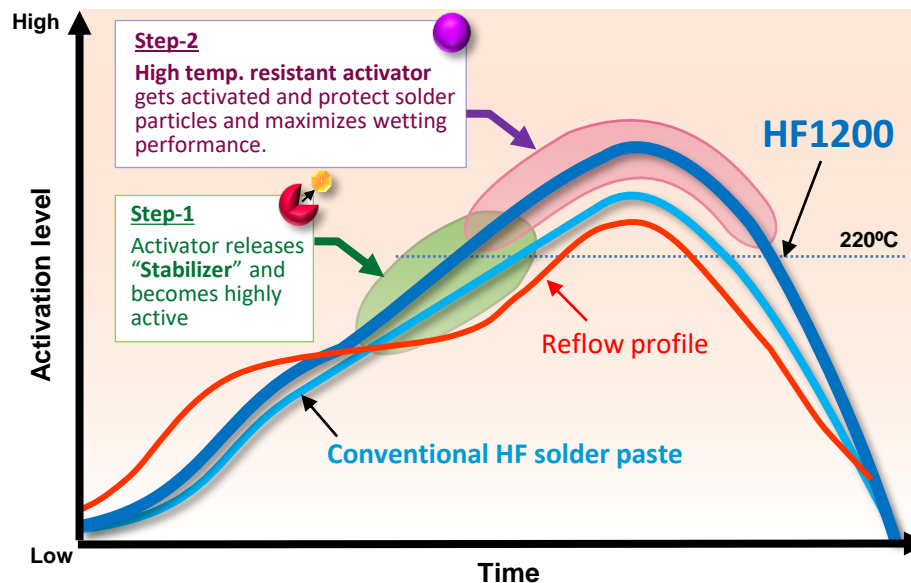 High
Step-2
High temp. resistant activator
gets activated and protect solder
particles and maximizes wetting
performance.
HF1200
Step-1
Activator releases
“Stabilizer” and
becomes highly
active
220ºC
Activation level
Reflow profile
Conventional HF solder paste
Low
Time